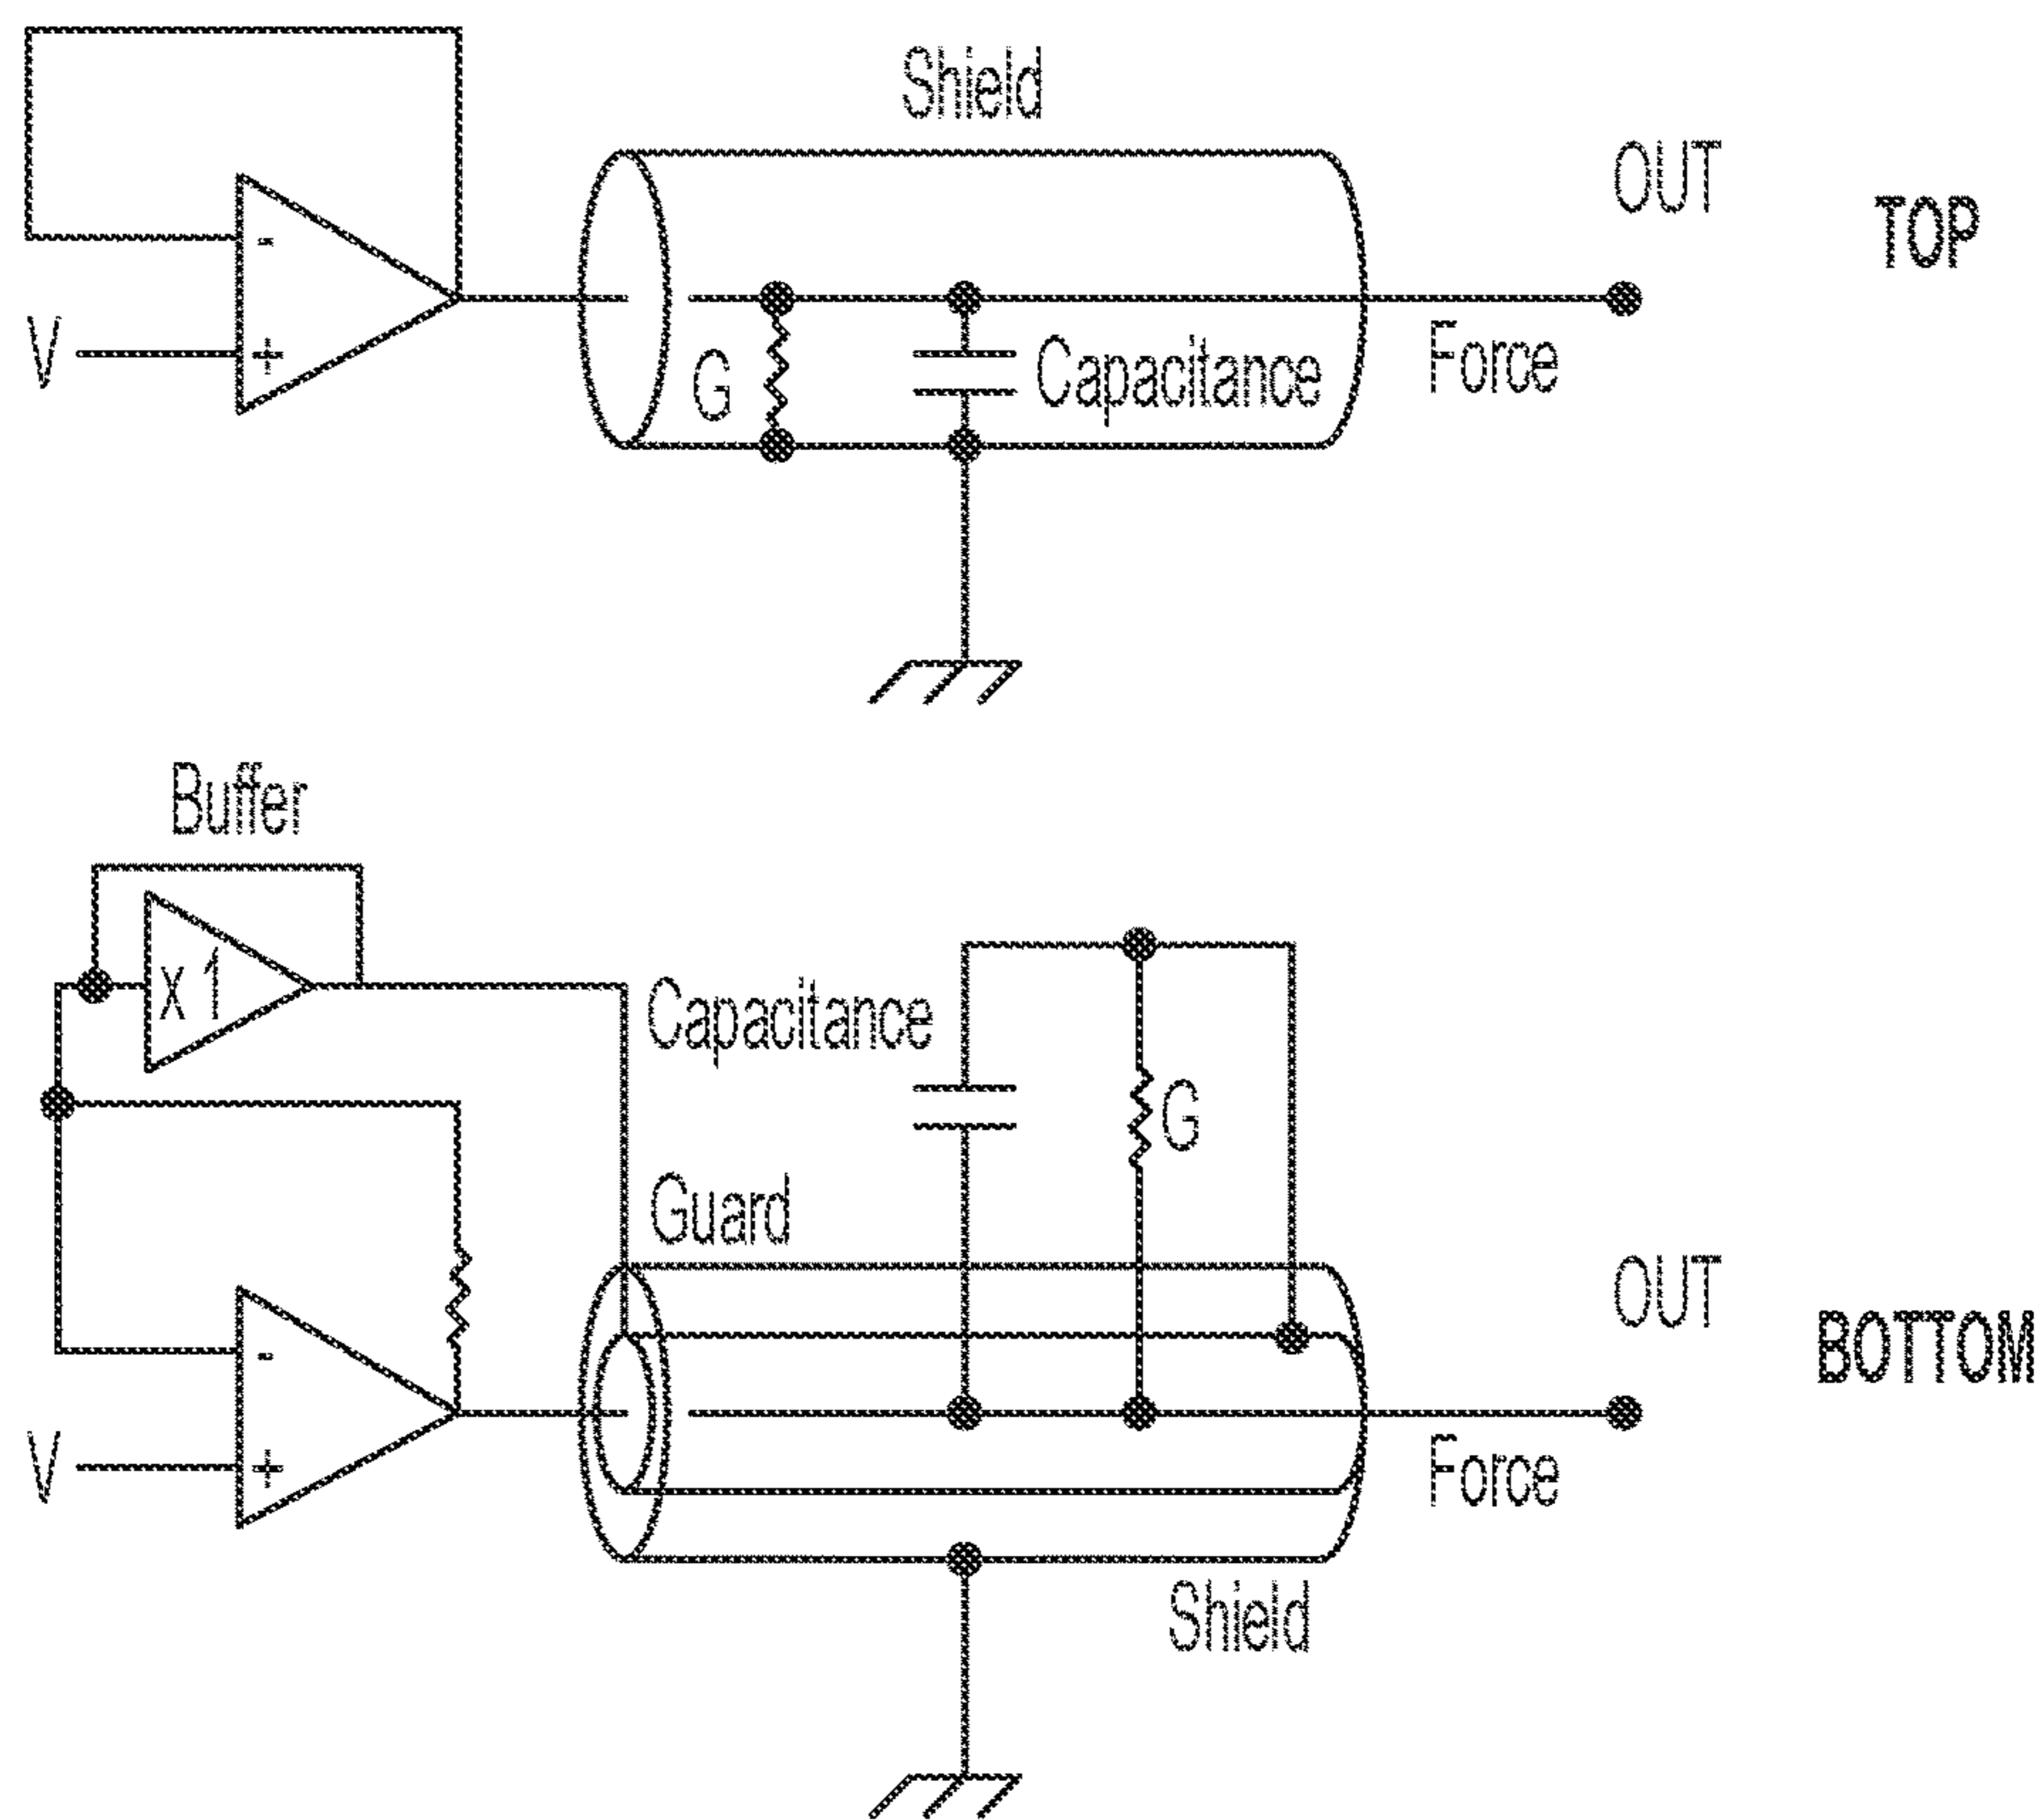 Shield
OUT
TOP
-
V
+
G
Capacitance
Force
Buffer
x 1
Capacitance
G
Guard
OUT
BOTTOM
-
V
+
Force
Shield